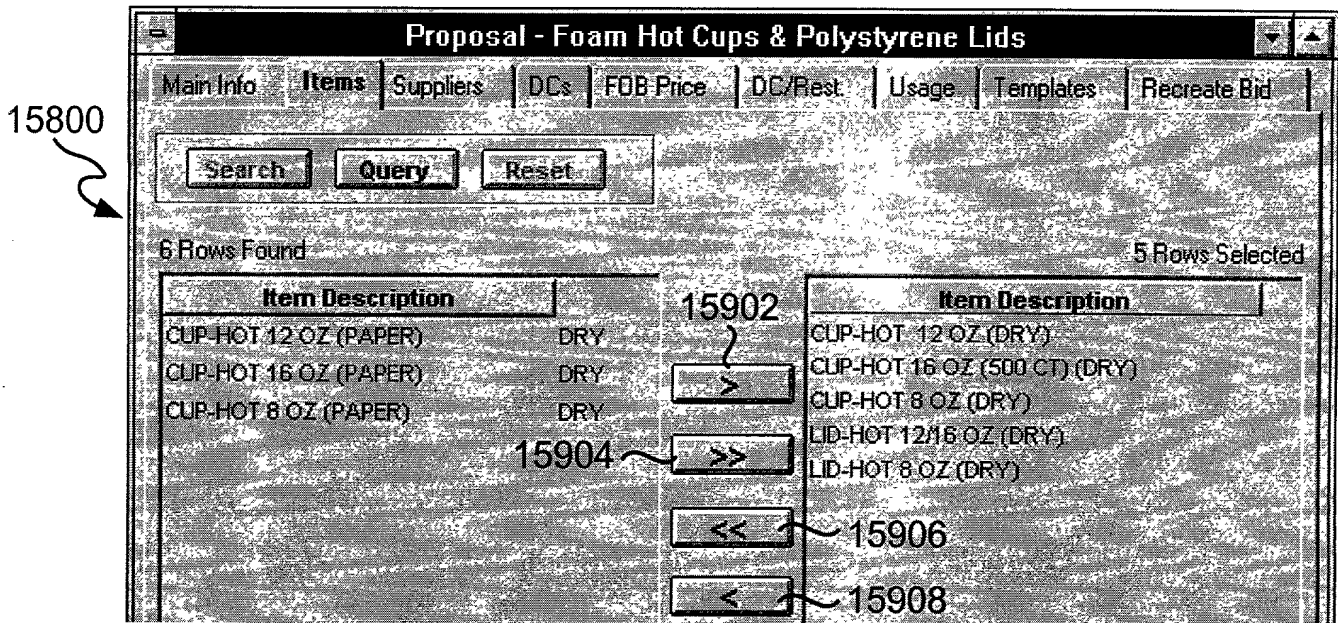 Proposal - Foam Hot Cups & Polystyrene Lids
Main Info Items Suppliers DCs FOB Price DC/Rest. Usage Templates Recreate Bid
15800
Search Query Reset
6 Rows Found
5 Rows Selected
Item Description
CUP-HOT 12 OZ (PAPER) DRY
CUP-HOT 16 OZ (PAPER) DRY
CUP-HOT 8 OZ (PAPER) DRY
15902
>
15904 >>
<< 15906
< 15908
Item Description
CUP-HOT 12 OZ (DRY)
CUP-HOT 16 OZ (500 CT) (DRY)
CUP-HOT 8 OZ (DRY)
LID-HOT 12/16 OZ (DRY)
LID-HOT 8 OZ (DRY)